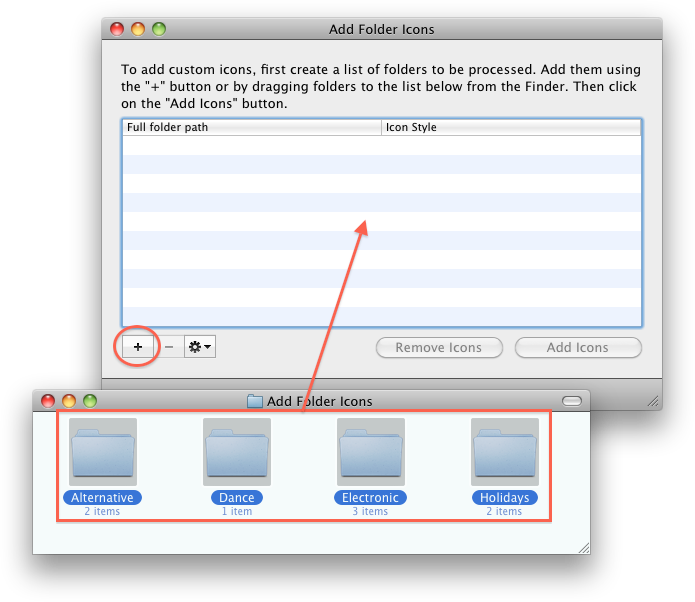 Add Folder Icons
To add custom icons, first create a list of folders to be processed. Add them using
the "+" button or by dragging folders to the list below from the Finder. Then click
on the "Add Icons" button.
Full folder path Icon Style
+ −
Remove Icons Add Icons
Add Folder Icons
Alternative Dance Electronic Holidays
2 items 1 item 3 items 2 items